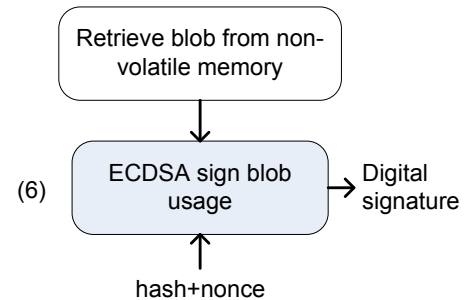 Retrieve blob from non-
volatile memory
(6)
ECDSA sign blob
usage
Digital
signature
hash+nonce